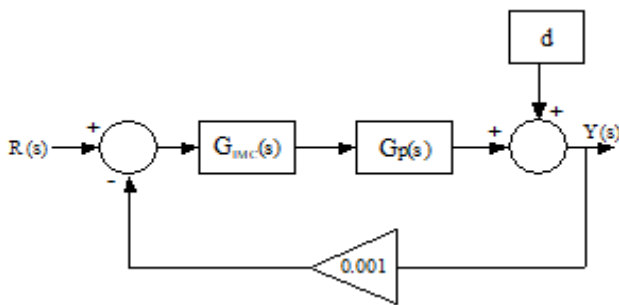 d
+
+
+
R(s)
G_IMC(s)
Gp(s)
Y(s)
-
0.001